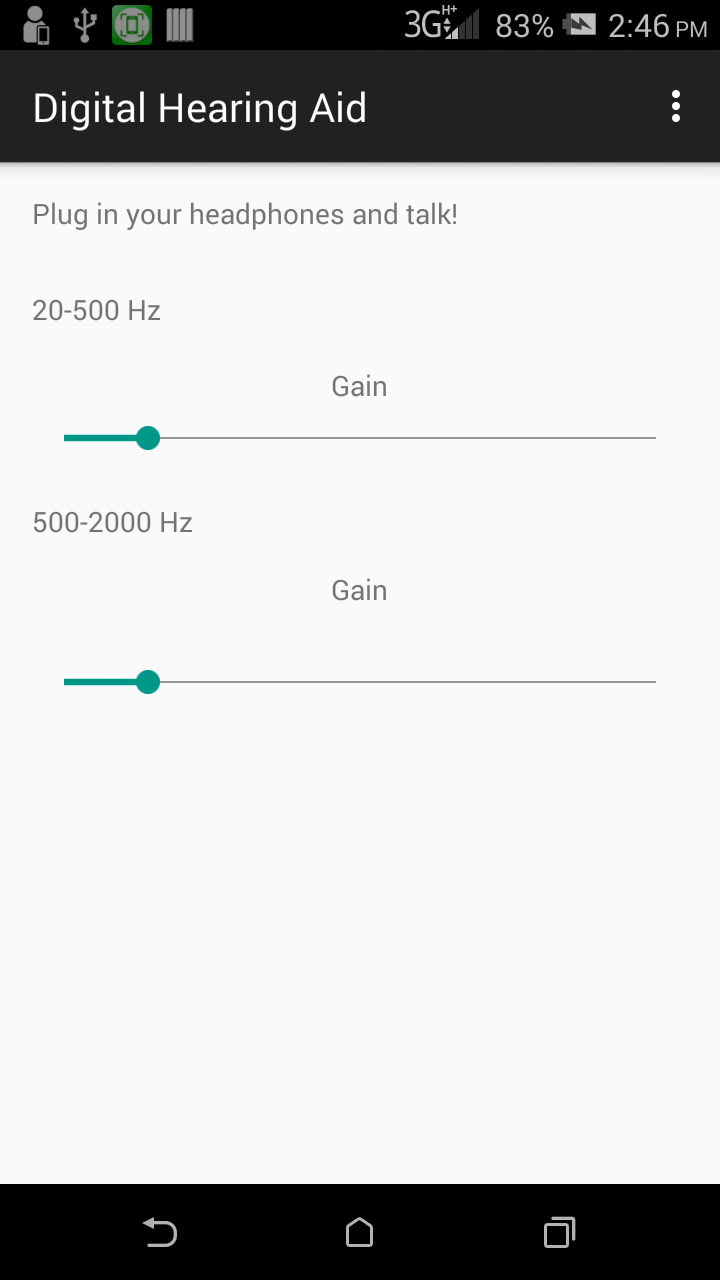 3G H+ 83% 2:46 PM
Digital Hearing Aid
Plug in your headphones and talk!
20-500 Hz
Gain
500-2000 Hz
Gain